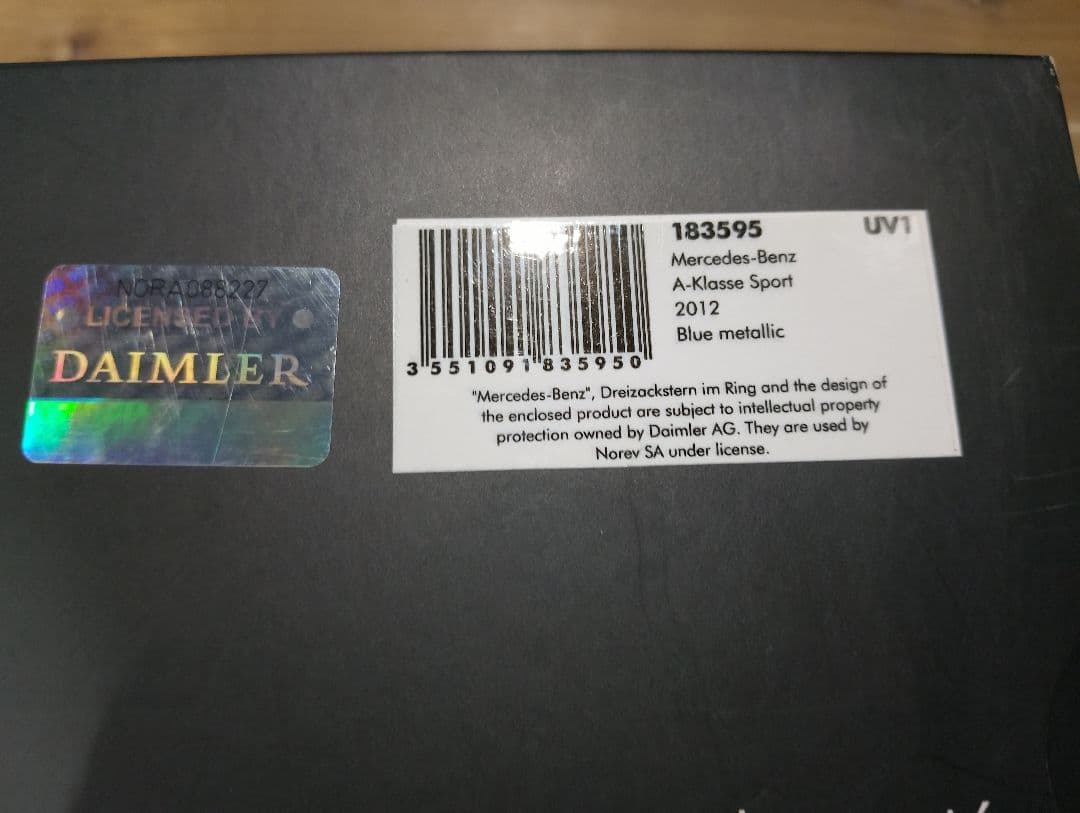 NORA088227
LICENSED BY
DAIMLER
183595
UV1
Mercedes-Benz
A-Klasse Sport
2012
Blue metallic
3 551091 835950
"Mercedes-Benz", Dreizackstern im Ring and the design of
the enclosed product are subject to intellectual property
protection owned by Daimler AG. They are used by
Norev SA under license.